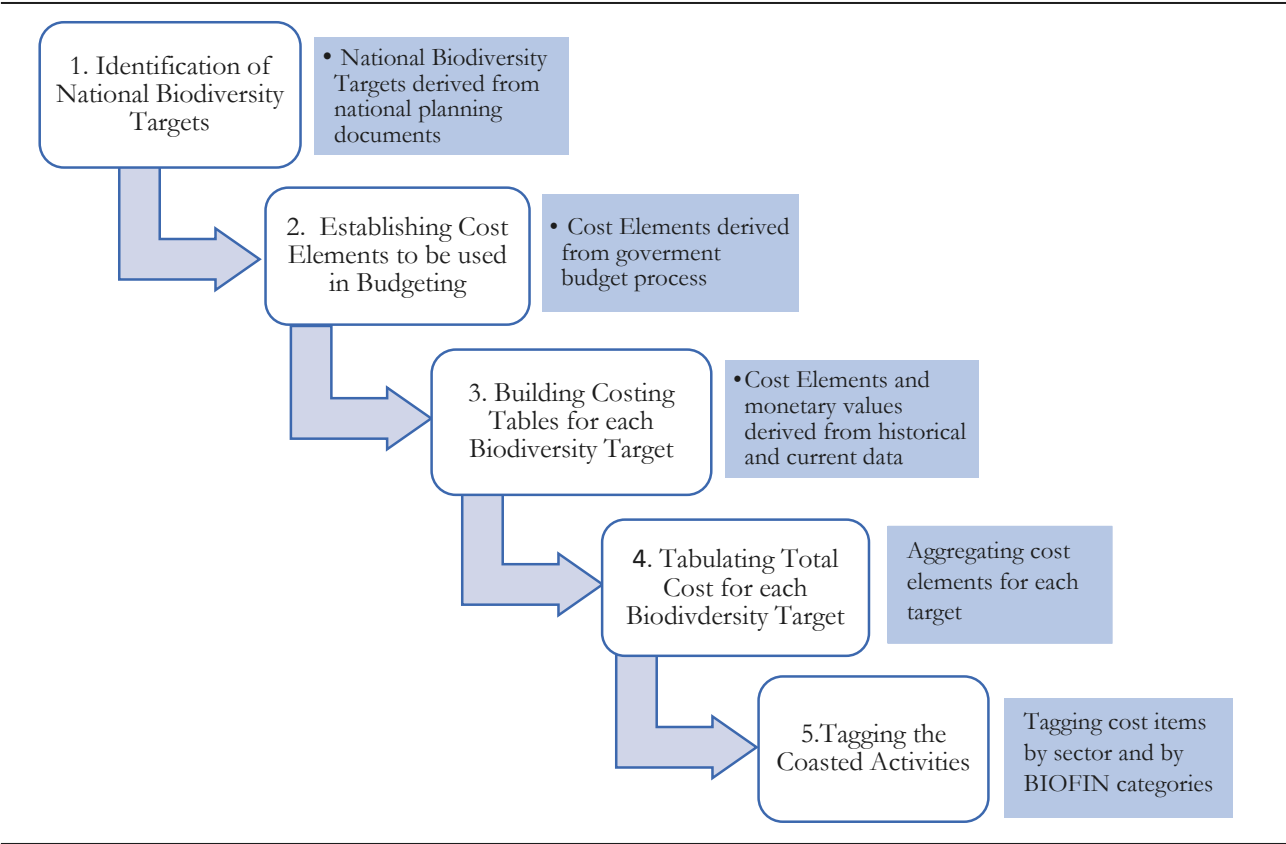 1. Identification of
National Biodiversity
Targets
• National Biodiversity
Targets derived from
national planning
documents
2. Establishing Cost
Elements to be used
in Budgeting
• Cost Elements derived
from goverment
budget process
3. Building Costing
Tables for each
Biodiversity Target
•Cost Elements and
monetary values
derived from historical
and current data
4. Tabulating Total
Cost for each
Biodivdersity Target
Aggregating cost
elements for each
target
5.Tagging the
Coasted Activities
Tagging cost items
by sector and by
BIOFIN categories